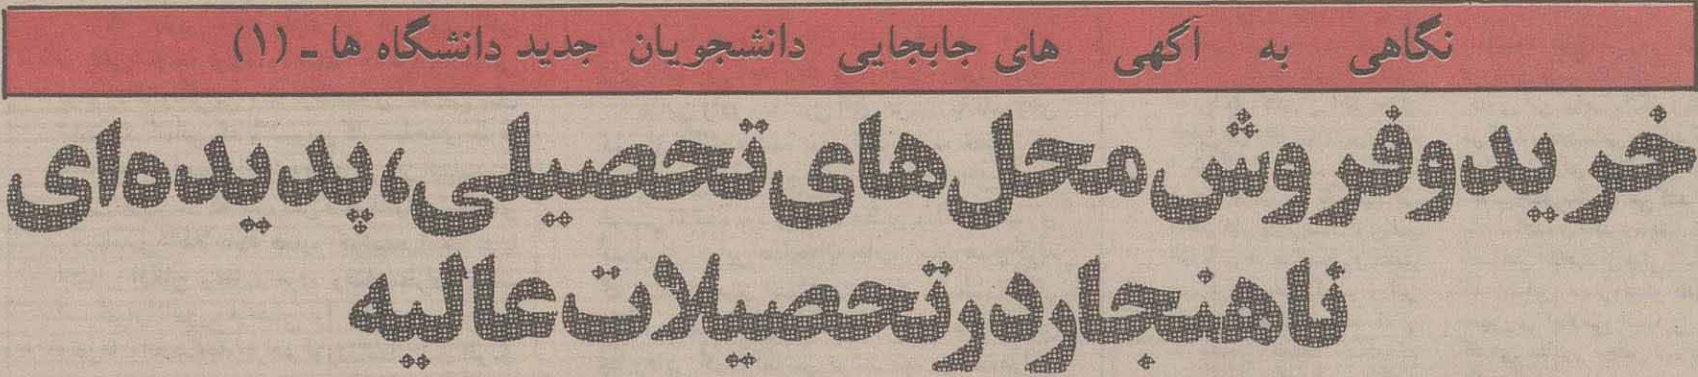 نگاهی به آگهی های جابجایی دانشجویان جدید دانشگاه ها ـ (۱)
خرید و فروش محل های تحصیلی، پدیده‌ای
ناهنجار در تحصیلات عالیه